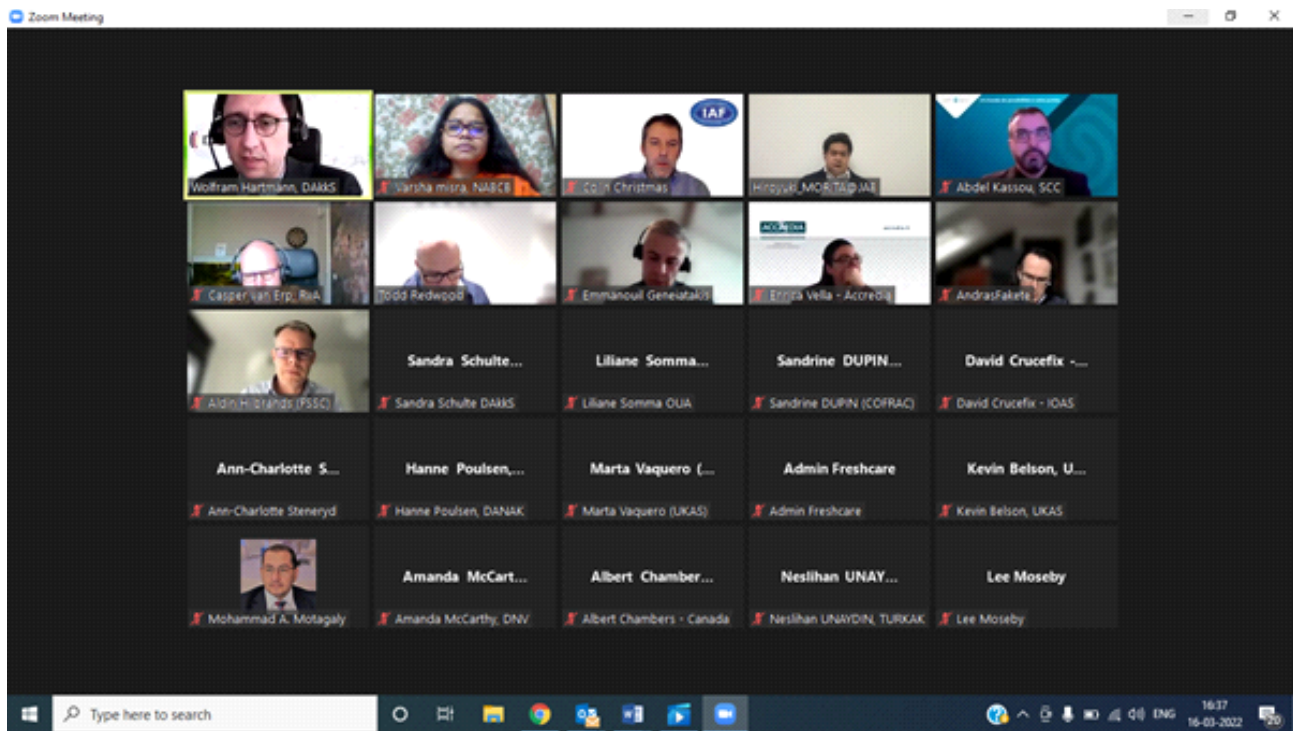 Zoom Meeting
IAF
Wolfram Hartmann, DAkkS
Varsha misra, NABCB
Colin Christmas
Hiroyuki_MORITA@JAB
Abdel Kassou, SCC
ACCREDIA
accredia.it
Casper van Erp, RvA
Todd Redwood
Emmanouil Geneiatakis
Enrica Vella - Accredia
AndrasFekete
Aldin Hilbrands (FSSC)
Sandra Schulte...
Sandra Schulte DAkkS
Liliane Somma...
Liliane Somma OUA
Sandrine DUPIN...
Sandrine DUPIN (COFRAC)
David Crucefix -...
David Crucefix - IOAS
Ann-Charlotte S...
Ann-Charlotte Steneryd
Hanne Poulsen,...
Hanne Poulsen, DANAK
Marta Vaquero (...
Marta Vaquero (UKAS)
Admin Freshcare
Admin Freshcare
Kevin Belson, U...
Kevin Belson, UKAS
Mohammad A. Motagaly
Amanda McCart...
Amanda McCarthy, DNV
Albert Chamber...
Albert Chambers - Canada
Neslihan UNAY...
Neslihan UNAYDIN, TURKAK
Lee Moseby
Lee Moseby
Type here to search
ENG
16:37
16-03-2022
20